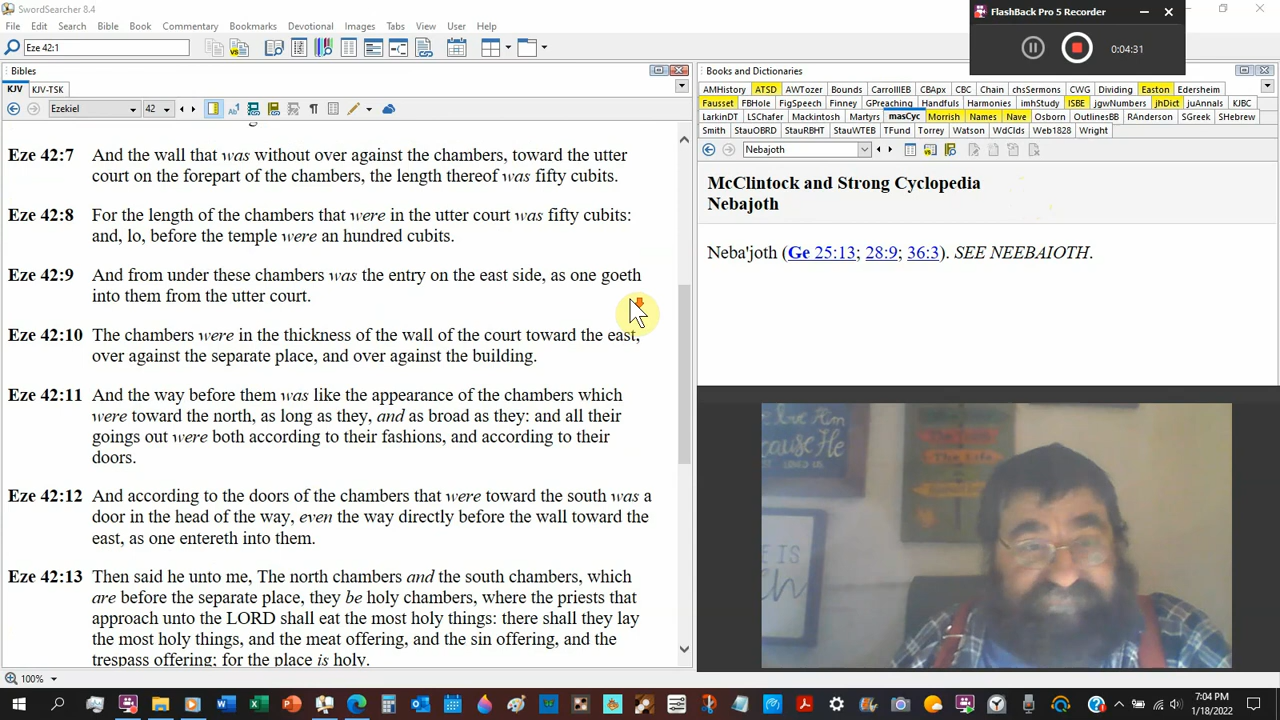 SwordSearcher 8.4
File Edit Search Bible Book Commentary Bookmarks Devotional Images Tabs View User Help
Eze 42:1
Bibles
KJV KJV-TSK
Ezekiel 42
Eze 42:7 And the wall that was without over against the chambers, toward the utter
court on the forepart of the chambers, the length thereof was fifty cubits.
Eze 42:8 For the length of the chambers that were in the utter court was fifty cubits:
and, lo, before the temple were an hundred cubits.
Eze 42:9 And from under these chambers was the entry on the east side, as one goeth
into them from the utter court.
Eze 42:10 The chambers were in the thickness of the wall of the court toward the east,
over against the separate place, and over against the building.
Eze 42:11 And the way before them was like the appearance of the chambers which
were toward the north, as long as they, and as broad as they: and all their
goings out were both according to their fashions, and according to their
doors.
Eze 42:12 And according to the doors of the chambers that were toward the south was a
door in the head of the way, even the way directly before the wall toward the
east, as one entereth into them.
Eze 42:13 Then said he unto me, The north chambers and the south chambers, which
are before the separate place, they be holy chambers, where the priests that
approach unto the LORD shall eat the most holy things: there shall they lay
the most holy things, and the meat offering, and the sin offering, and the
trespass offering; for the place is holy.
100%
FlashBack Pro 5 Recorder
0:04:31
Books and Dictionaries
AMHistory ATSD AWTozer Bounds CarrollEB CBApx CBC Chain chsSermons CWG Dividing Easton Edersheim
Fausset FBHole FigSpeech Finney GPreaching Handfuls Harmonies imhStudy ISBE jgwNumbers jhDict juAnnals KJBC
LarkinDT LSChafer Mackintosh Martyrs masCyc Morrish Names Nave Osborn OutlinesBB RAnderson SGreek SHebrew
Smith StauOBRD StauRBHT StauWTEB TFund Torrey Watson WdClds Web1828 Wright
Nebajoth
McClintock and Strong Cyclopedia
Nebajoth
Neba'joth (Ge 25:13; 28:9; 36:3). SEE NEEBAIOTH.
7:04 PM
1/18/2022